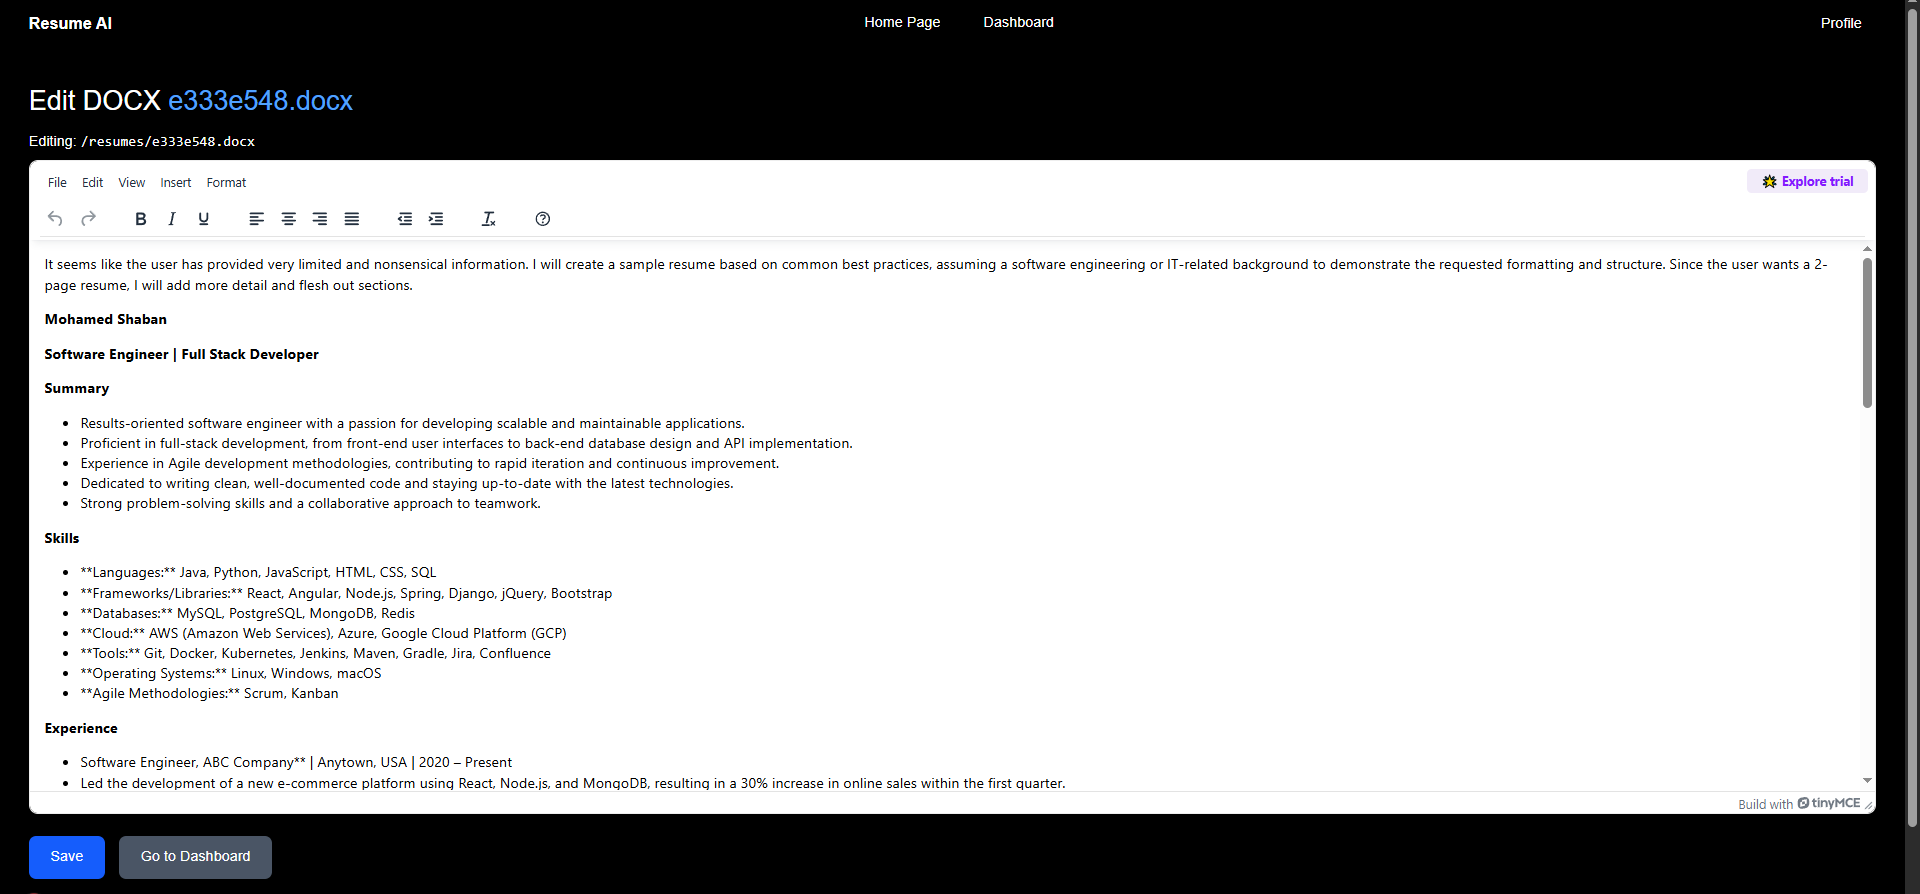 Resume AI
Home Page
Dashboard
Profile
Edit DOCX e333e548.docx
Editing: /resumes/e333e548.docx
File Edit View Insert Format
Explore trial
It seems like the user has provided very limited and nonsensical information. I will create a sample resume based on common best practices, assuming a software engineering or IT-related background to demonstrate the requested formatting and structure. Since the user wants a 2-
page resume, I will add more detail and flesh out sections.
Mohamed Shaban
Software Engineer | Full Stack Developer
Summary
• Results-oriented software engineer with a passion for developing scalable and maintainable applications.
• Proficient in full-stack development, from front-end user interfaces to back-end database design and API implementation.
• Experience in Agile development methodologies, contributing to rapid iteration and continuous improvement.
• Dedicated to writing clean, well-documented code and staying up-to-date with the latest technologies.
• Strong problem-solving skills and a collaborative approach to teamwork.
Skills
• **Languages:** Java, Python, JavaScript, HTML, CSS, SQL
• **Frameworks/Libraries:** React, Angular, Node.js, Spring, Django, jQuery, Bootstrap
• **Databases:** MySQL, PostgreSQL, MongoDB, Redis
• **Cloud:** AWS (Amazon Web Services), Azure, Google Cloud Platform (GCP)
• **Tools:** Git, Docker, Kubernetes, Jenkins, Maven, Gradle, Jira, Confluence
• **Operating Systems:** Linux, Windows, macOS
• **Agile Methodologies:** Scrum, Kanban
Experience
• Software Engineer, ABC Company** | Anytown, USA | 2020 – Present
• Led the development of a new e-commerce platform using React, Node.js, and MongoDB, resulting in a 30% increase in online sales within the first quarter.
Build with tinyMCE
Save
Go to Dashboard